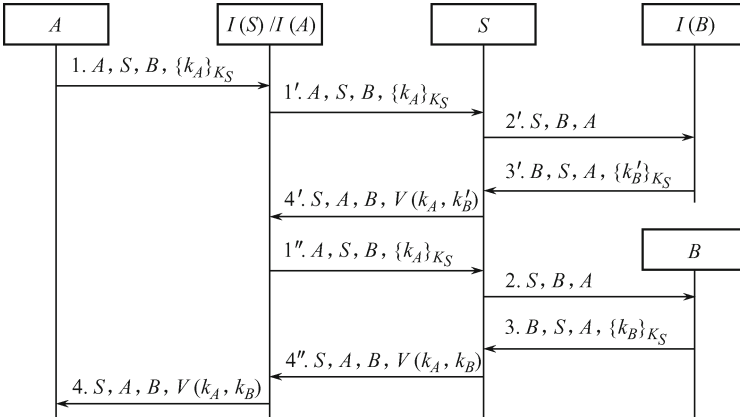 A I(S)/I(A) S I(B)
1. A, S, B, {k_A}_{K_S}
1′. A, S, B, {k_A}_{K_S}
2′. S, B, A
3′. B, S, A, {k′_B}_{K_S}
4′. S, A, B, V(k_A, k′_B)
1″. A, S, B, {k_A}_{K_S}
B
2. S, B, A
3. B, S, A, {k_B}_{K_S}
4″. S, A, B, V(k_A, k_B)
4. S, A, B, V(k_A, k_B)